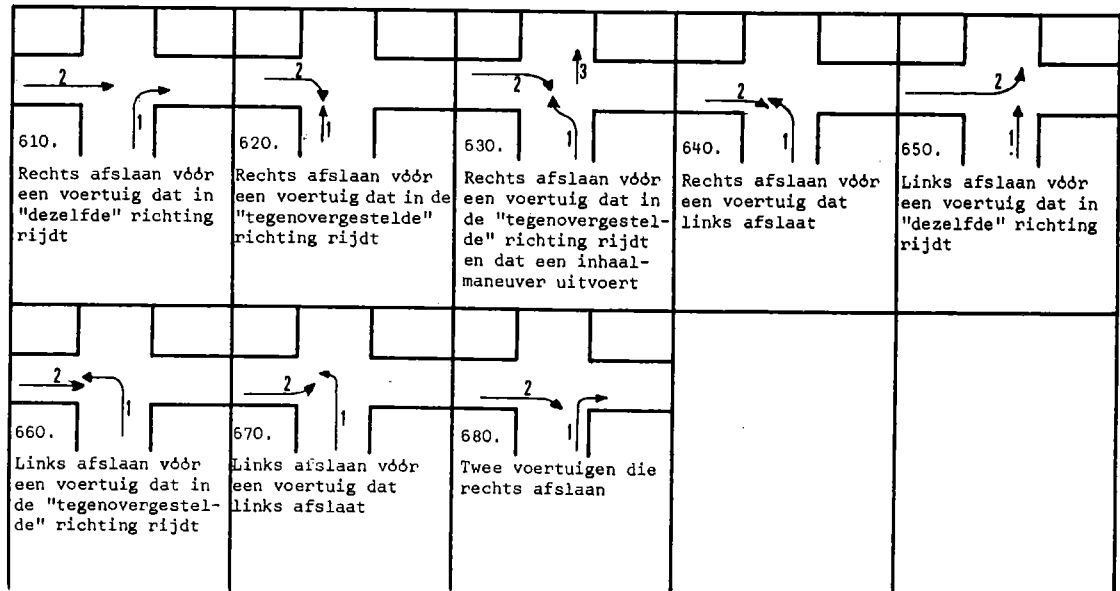 2
1
610.
Rechts afslaan vóór
een voertuig dat in
"dezelfde" richting
rijdt
2
1
620.
Rechts afslaan vóór
een voertuig dat in de
"tegenovergestelde"
richting rijdt
2
3
1
630.
Rechts afslaan vóór
een voertuig dat in
de "tegenovergestel-
de" richting rijdt
en dat een inhaal-
maneuver uitvoert
2
1
640.
Rechts afslaan vóór
een voertuig dat
links afslaat
2
1
650.
Links afslaan vóór
een voertuig dat in
"dezelfde" richting
rijdt
2
1
660.
Links afslaan vóór
een voertuig dat in
de "tegenovergestel-
de" richting rijdt
2
1
670.
Links afslaan vóór
een voertuig dat
links afslaat
2
1
680.
Twee voertuigen die
rechts afslaan